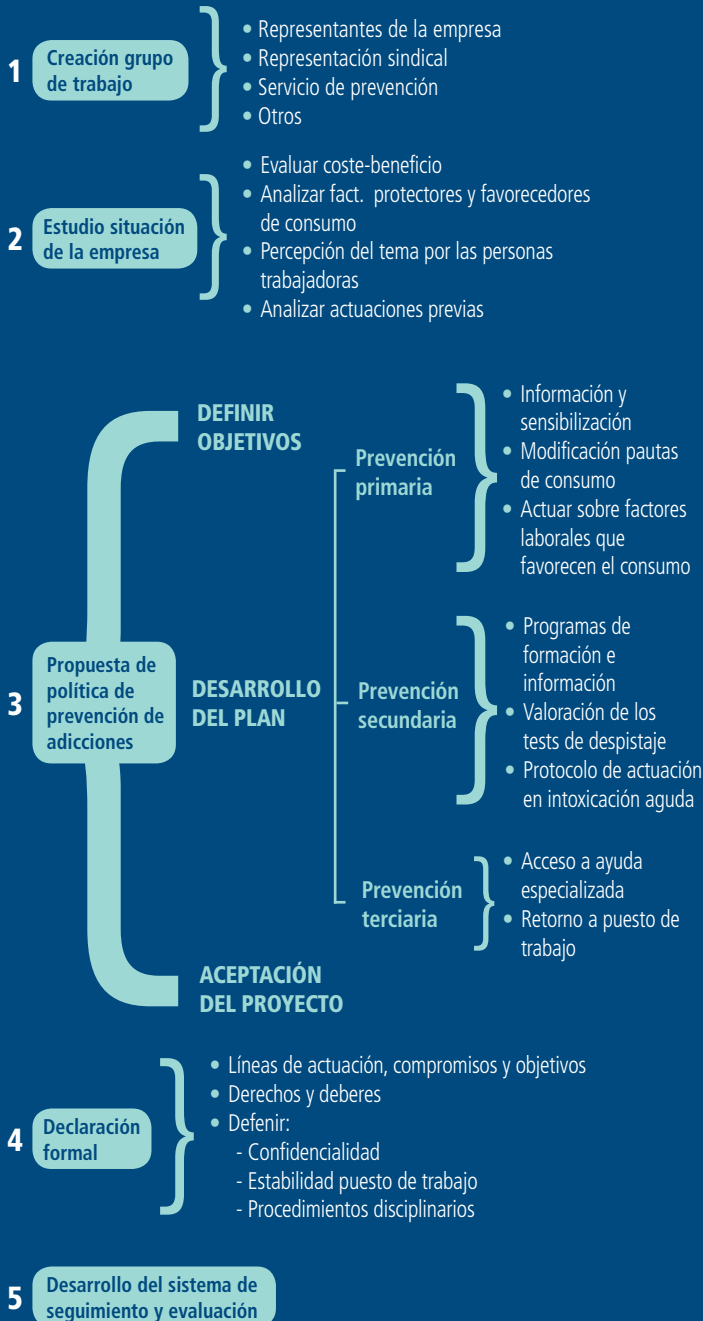 1
Creación grupo
de trabajo
• Representantes de la empresa
• Representación sindical
• Servicio de prevención
• Otros
2
Estudio situación
de la empresa
• Evaluar coste-beneficio
• Analizar fact. protectores y favorecedores
de consumo
• Percepción del tema por las personas
trabajadoras
• Analizar actuaciones previas
3
Propuesta de
política de
prevención de
adicciones
DEFINIR
OBJETIVOS
DESARROLLO
DEL PLAN
Prevención
primaria
• Información y
sensibilización
• Modificación pautas
de consumo
• Actuar sobre factores
laborales que
favorecen el consumo
Prevención
secundaria
• Programas de
formación e
información
• Valoración de los
tests de despistaje
• Protocolo de actuación
en intoxicación aguda
Prevención
terciaria
• Acceso a ayuda
especializada
• Retorno a puesto de
trabajo
ACEPTACIÓN
DEL PROYECTO
4
Declaración
formal
• Líneas de actuación, compromisos y objetivos
• Derechos y deberes
• Defenir:
- Confidencialidad
- Estabilidad puesto de trabajo
- Procedimientos disciplinarios
5
Desarrollo del sistema de
seguimiento y evaluación